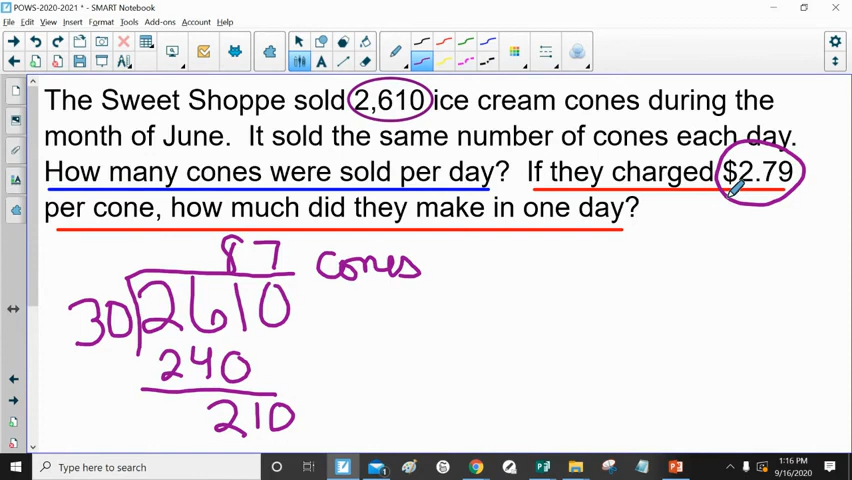 POWS-2020-2021 * - SMART Notebook
File Edit View Insert Format Tools Add-ons Account Help
The Sweet Shoppe sold 2,610 ice cream cones during the
month of June. It sold the same number of cones each day.
How many cones were sold per day? If they charged $2.79
per cone, how much did they make in one day?
87 cones
30 2610
240
210
Type here to search
1:16 PM
9/16/2020